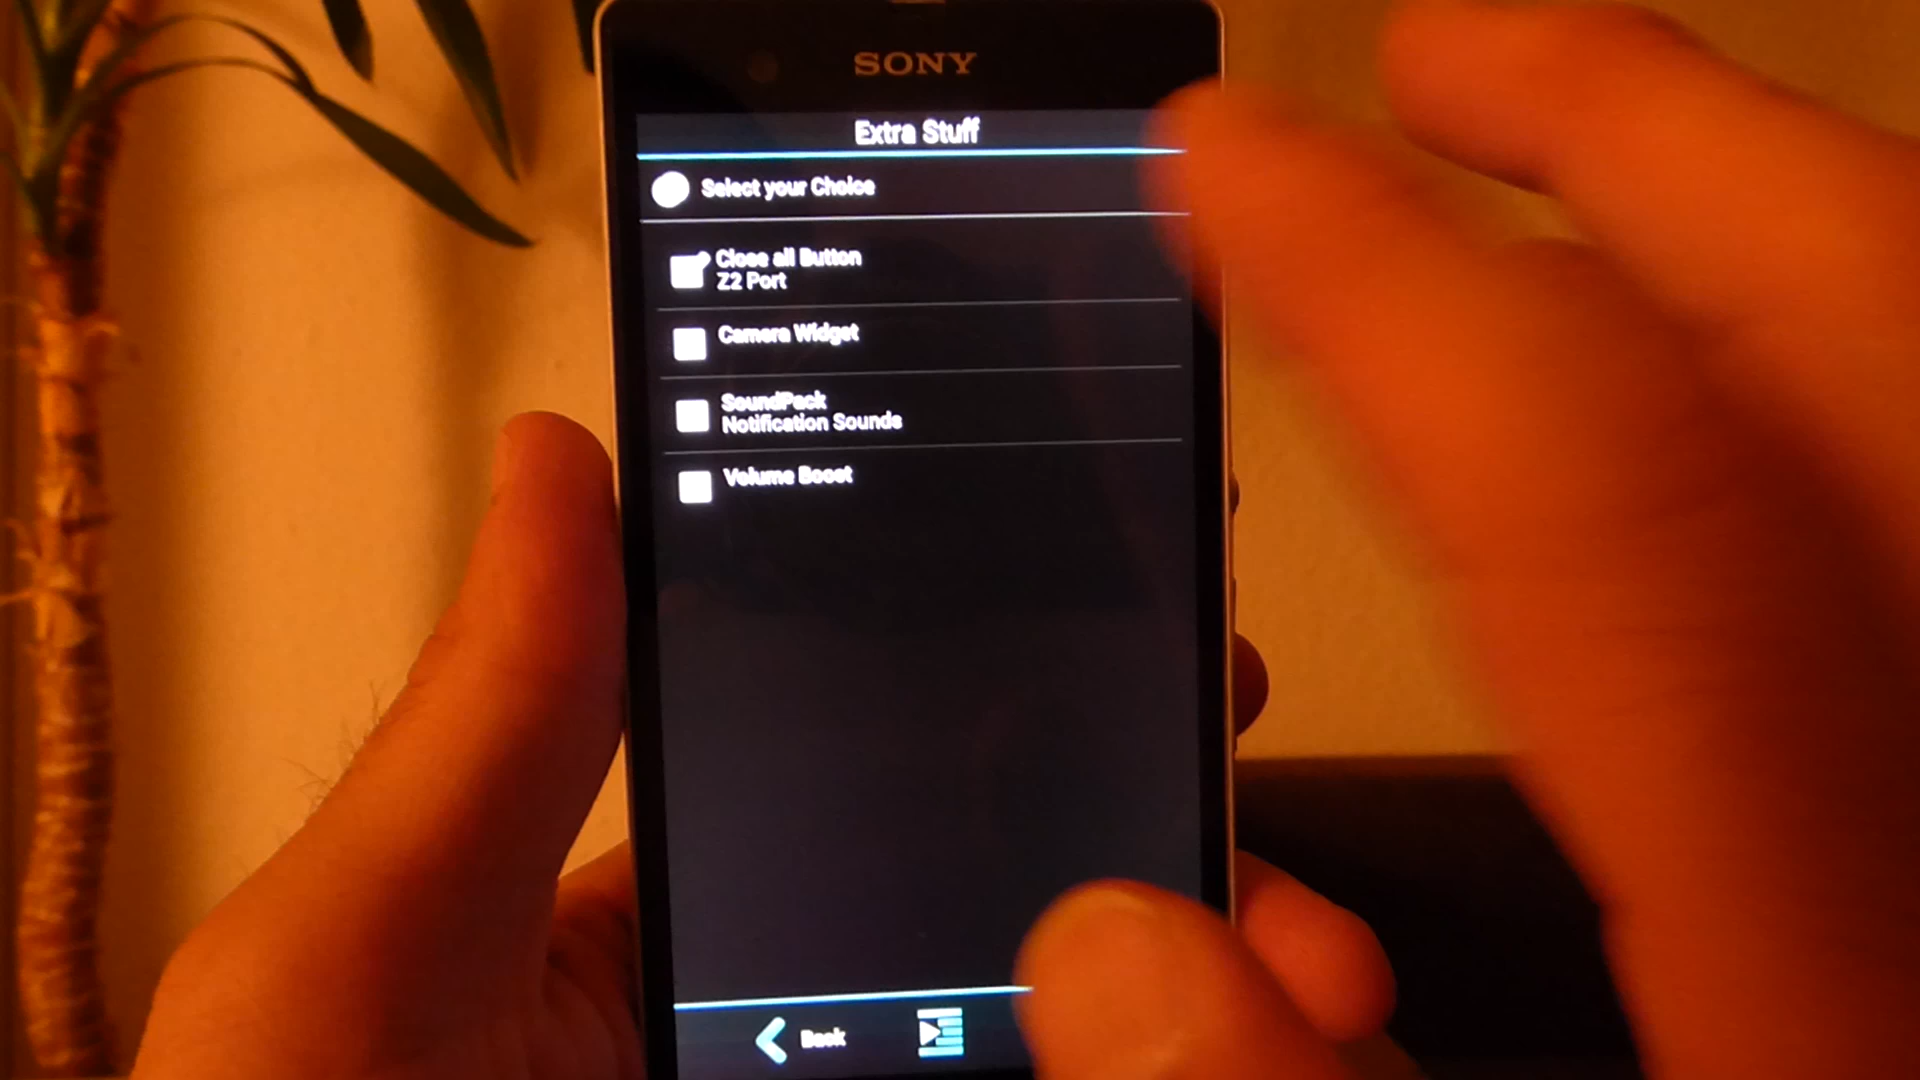 SONY
Extra Stuff
Select your Choice
Close all Button
Z2 Port
Camera Widget
SoundPack
Notification Sounds
Volume Boost
Back